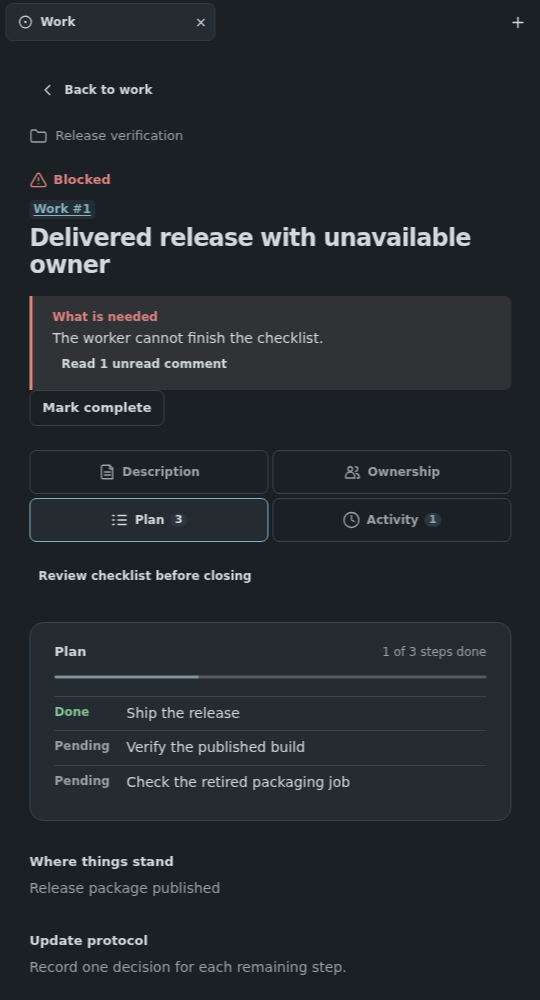 Work
Back to work
Release verification
Blocked
Work #1
Delivered release with unavailable
owner
What is needed
The worker cannot finish the checklist.
Read 1 unread comment
Mark complete
Description
Ownership
Plan 3
Activity 1
Review checklist before closing
Plan
1 of 3 steps done
Done Ship the release
Pending Verify the published build
Pending Check the retired packaging job
Where things stand
Release package published
Update protocol
Record one decision for each remaining step.